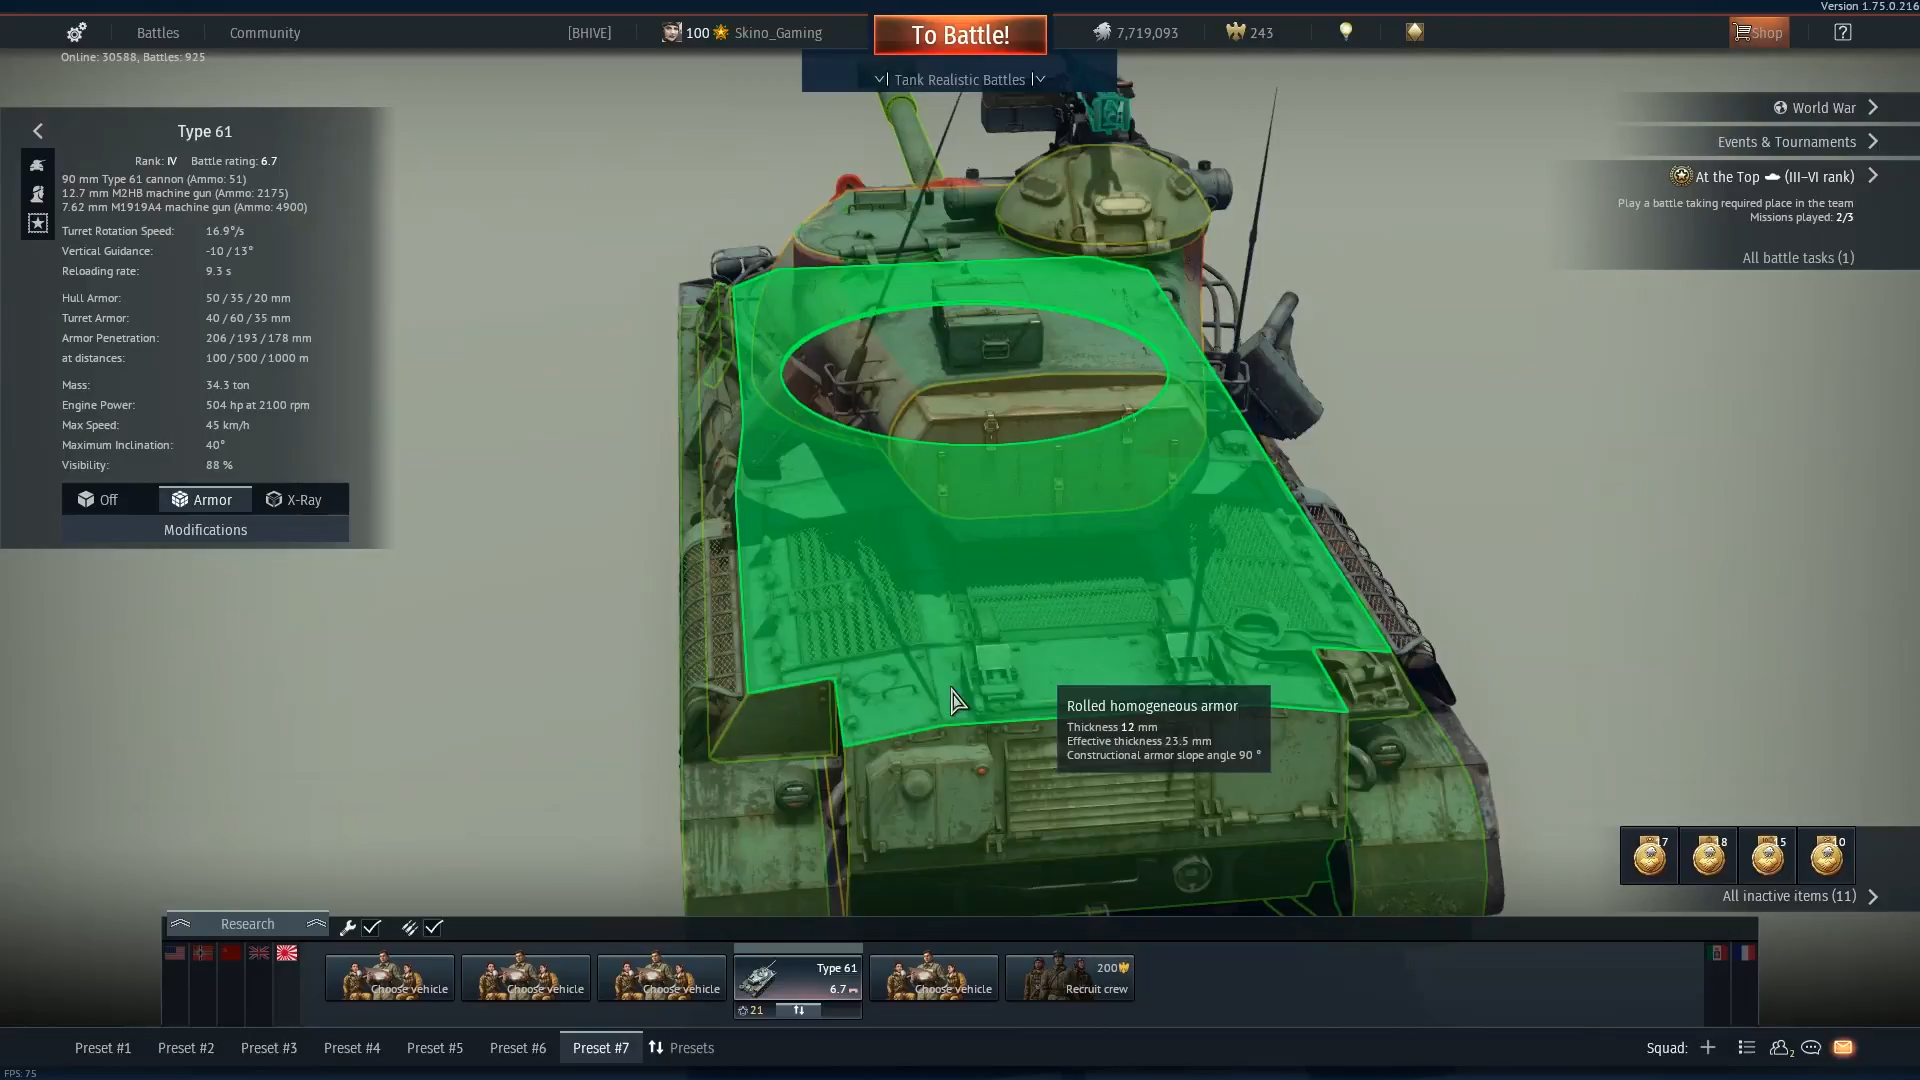 Version 1.75.0.216
Battles
Community
[BHIVE]
100 Skino_Gaming
To Battle!
7,719,093
243
Shop
Online: 30588, Battles: 925
Tank Realistic Battles
World War
Events & Tournaments
At the Top (III–VI rank)
Play a battle taking required place in the team
Missions played: 2/3
All battle tasks (1)
Type 61
Rank: IV Battle rating: 6.7
90 mm Type 61 cannon (Ammo: 51)
12.7 mm M2HB machine gun (Ammo: 2175)
7.62 mm M1919A4 machine gun (Ammo: 4900)
Turret Rotation Speed: 16.9°/s
Vertical Guidance: -10 / 13°
Reloading rate: 9.3 s
Hull Armor: 50 / 35 / 20 mm
Turret Armor: 40 / 60 / 35 mm
Armor Penetration: 206 / 193 / 178 mm
at distances: 100 / 500 / 1000 m
Mass: 34.3 ton
Engine Power: 504 hp at 2100 rpm
Max Speed: 45 km/h
Maximum Inclination: 40°
Visibility: 88 %
Off
Armor
X-Ray
Modifications
Rolled homogeneous armor
Thickness 12 mm
Effective thickness 23.5 mm
Constructional armor slope angle 90 °
17 18 15 10
All inactive items (11)
Research
Choose vehicle
Choose vehicle
Choose vehicle
Type 61
6.7
21
Choose vehicle
200
Recruit crew
Preset #1
Preset #2
Preset #3
Preset #4
Preset #5
Preset #6
Preset #7
Presets
Squad:
2
FPS: 75